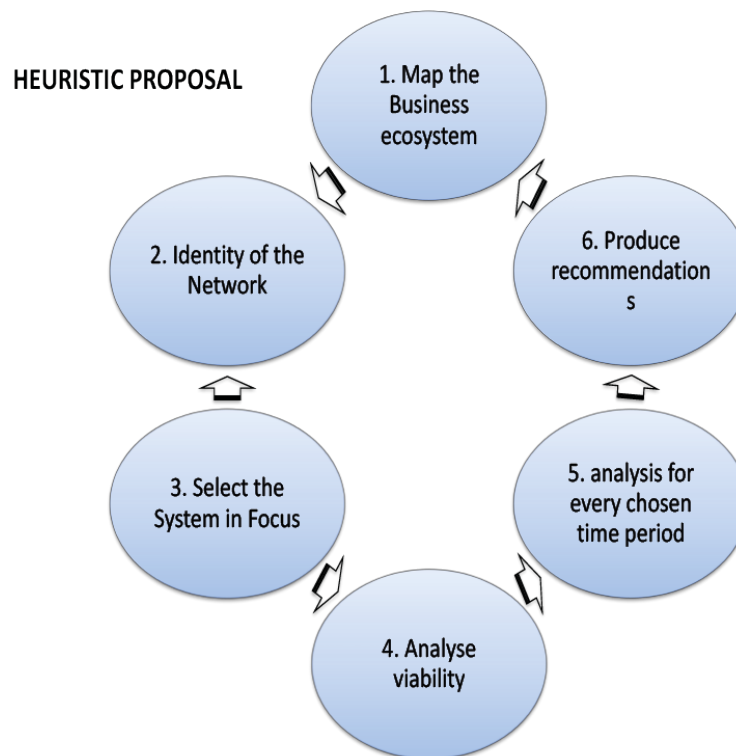 HEURISTIC PROPOSAL
1. Map the
Business
ecosystem
2. Identity of the
Network
3. Select the
System in Focus
4. Analyse
viability
5. analysis for
every chosen
time period
6. Produce
recommendation
s